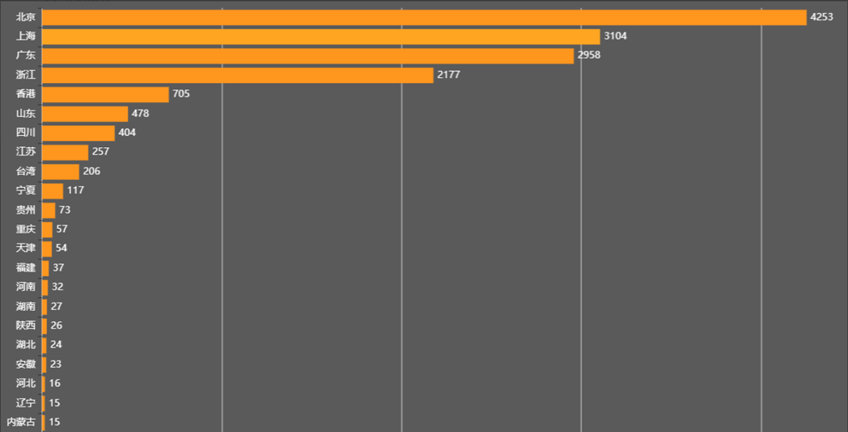 北京 4253
上海 3104
广东 2958
浙江 2177
香港 705
山东 478
四川 404
江苏 257
台湾 206
宁夏 117
贵州 73
重庆 57
天津 54
福建 37
河南 32
湖南 27
陕西 26
湖北 24
安徽 23
河北 16
辽宁 15
内蒙古 15